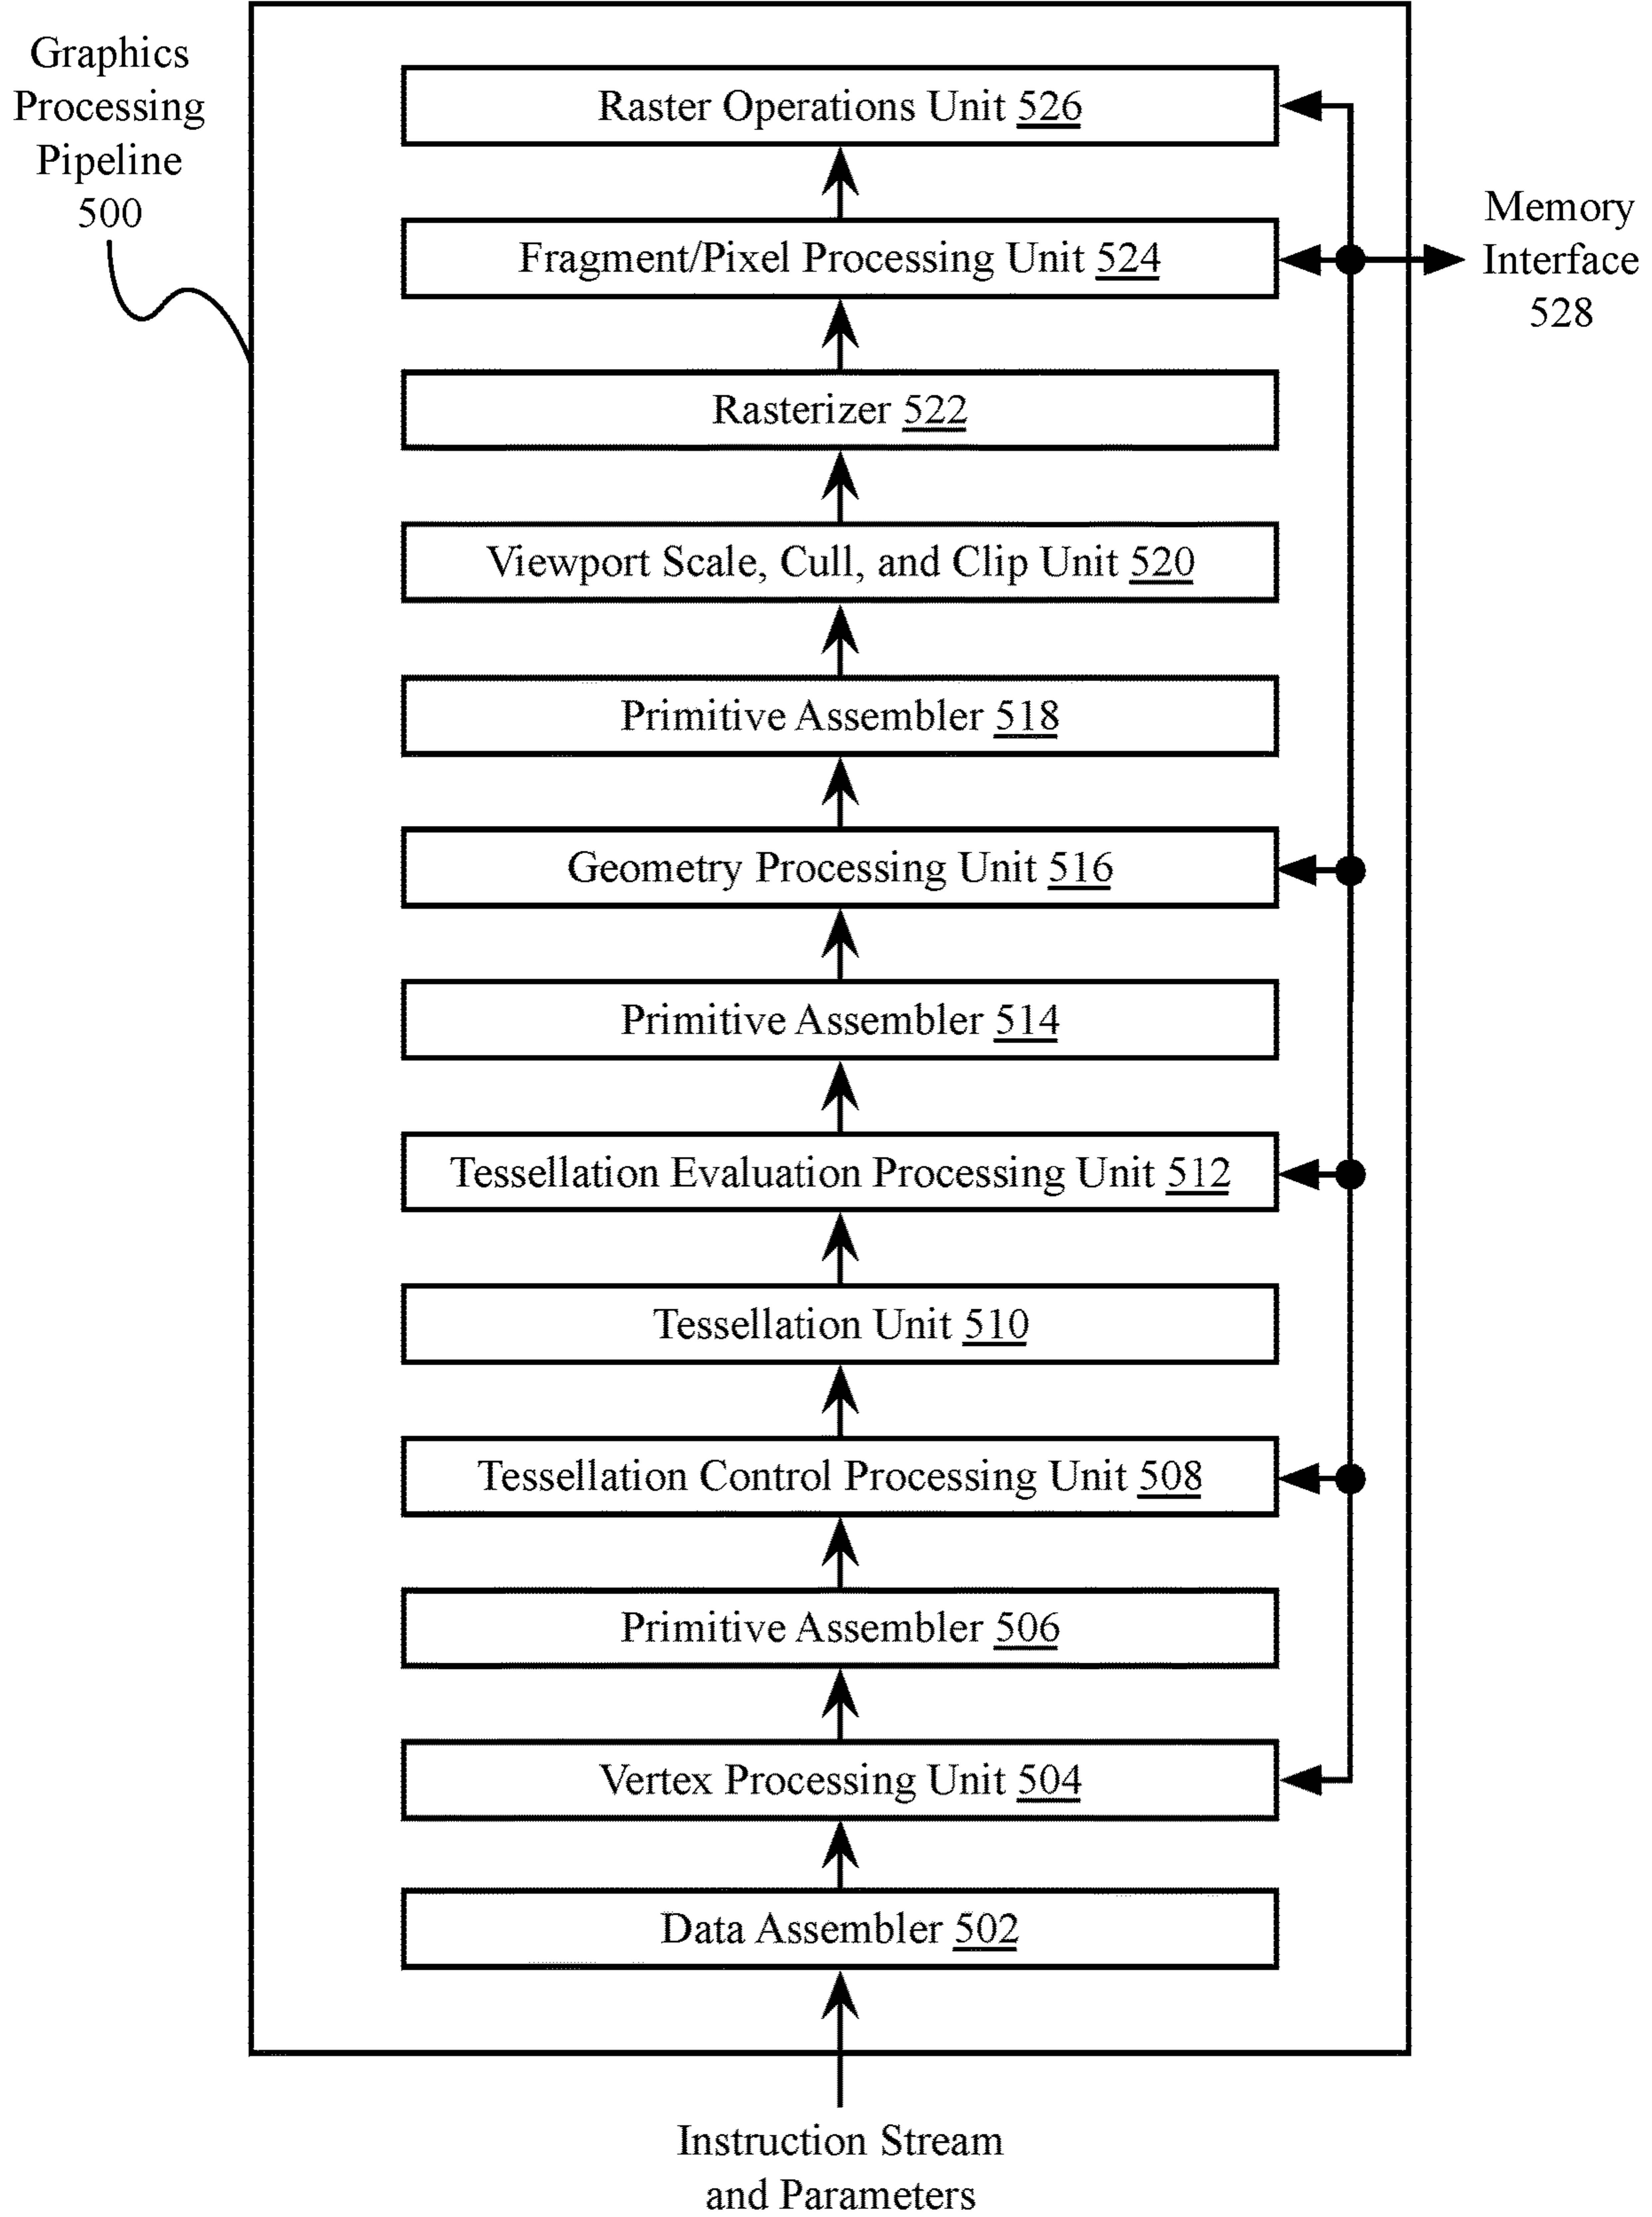 Graphics
Processing
Pipeline
500
Raster Operations Unit 526
Fragment/Pixel Processing Unit 524
Memory
Interface
528
Rasterizer 522
Viewport Scale, Cull, and Clip Unit 520
Primitive Assembler 518
Geometry Processing Unit 516
Primitive Assembler 514
Tessellation Evaluation Processing Unit 512
Tessellation Unit 510
Tessellation Control Processing Unit 508
Primitive Assembler 506
Vertex Processing Unit 504
Data Assembler 502
Instruction Stream
and Parameters